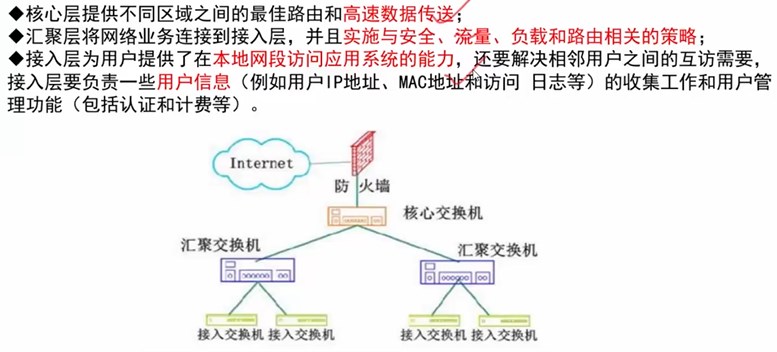 ◆核心层提供不同区域之间的最佳路由和高速数据传送；
◆汇聚层将网络业务连接到接入层，并且实施与安全、流量、负载和路由相关的策略；
◆接入层为用户提供了在本地网段访问应用系统的能力，还要解决相邻用户之间的互访需要，
接入层要负责一些用户信息（例如用户IP地址、MAC地址和访问 日志等）的收集工作和用户管
理功能（包括认证和计费等）。
Internet
防 火墙
核心交换机
汇聚交换机
汇聚交换机
接入交换机 接入交换机 接入交换机 接入交换机